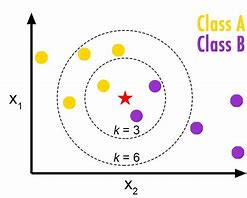 Class A
Class B
x1
k = 3
k = 6
x2